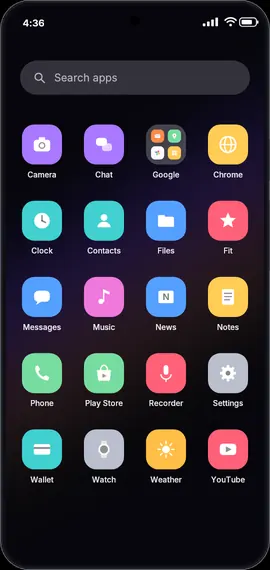 4:36
Search apps
Camera Chat Google Chrome
Clock Contacts Files Fit
N
Messages Music News Notes
Phone Play Store Recorder Settings
Wallet Watch Weather YouTube